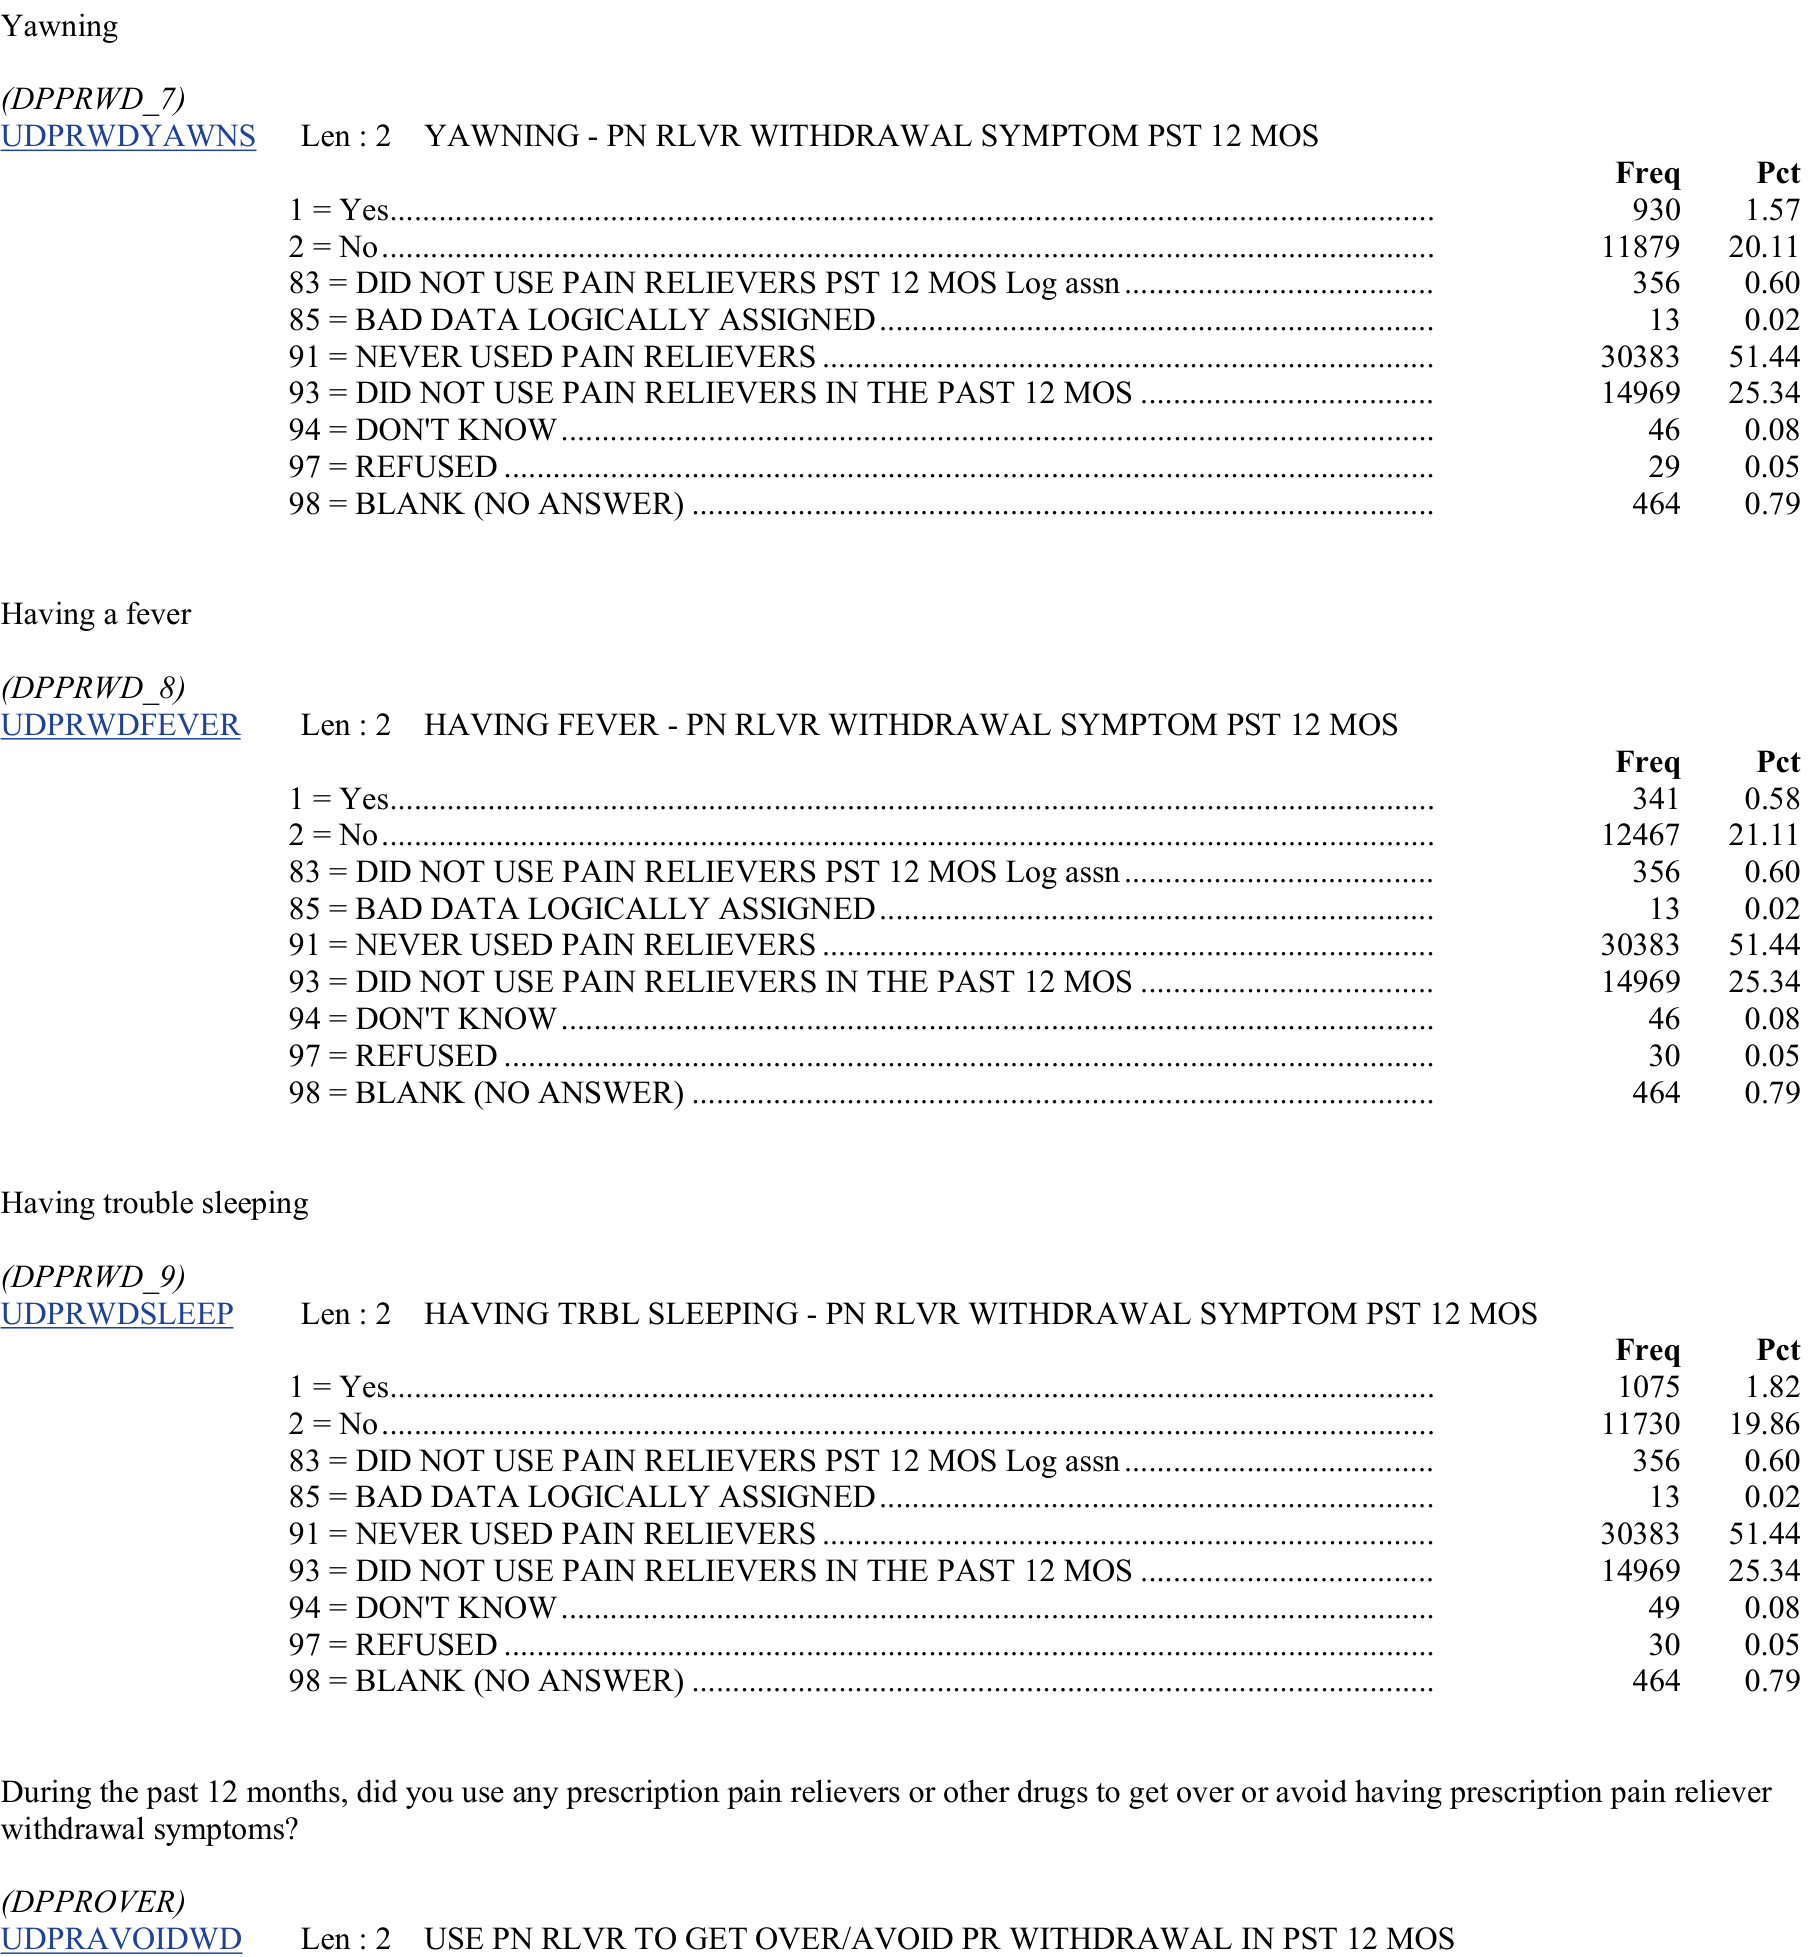 Yawning
(DPPRWD_7)
UDPRWDYAWNS Len : 2 YAWNING - PN RLVR WITHDRAWAL SYMPTOM PST 12 MOS
Freq Pct
1 = Yes 930 1.57
2 = No 11879 20.11
83 = DID NOT USE PAIN RELIEVERS PST 12 MOS Log assn 356 0.60
85 = BAD DATA LOGICALLY ASSIGNED 13 0.02
91 = NEVER USED PAIN RELIEVERS 30383 51.44
93 = DID NOT USE PAIN RELIEVERS IN THE PAST 12 MOS 14969 25.34
94 = DON'T KNOW 46 0.08
97 = REFUSED 29 0.05
98 = BLANK (NO ANSWER) 464 0.79
Having a fever
(DPPRWD_8)
UDPRWDFEVER Len : 2 HAVING FEVER - PN RLVR WITHDRAWAL SYMPTOM PST 12 MOS
Freq Pct
1 = Yes 341 0.58
2 = No 12467 21.11
83 = DID NOT USE PAIN RELIEVERS PST 12 MOS Log assn 356 0.60
85 = BAD DATA LOGICALLY ASSIGNED 13 0.02
91 = NEVER USED PAIN RELIEVERS 30383 51.44
93 = DID NOT USE PAIN RELIEVERS IN THE PAST 12 MOS 14969 25.34
94 = DON'T KNOW 46 0.08
97 = REFUSED 30 0.05
98 = BLANK (NO ANSWER) 464 0.79
Having trouble sleeping
(DPPRWD_9)
UDPRWDSLEEP Len : 2 HAVING TRBL SLEEPING - PN RLVR WITHDRAWAL SYMPTOM PST 12 MOS
Freq Pct
1 = Yes 1075 1.82
2 = No 11730 19.86
83 = DID NOT USE PAIN RELIEVERS PST 12 MOS Log assn 356 0.60
85 = BAD DATA LOGICALLY ASSIGNED 13 0.02
91 = NEVER USED PAIN RELIEVERS 30383 51.44
93 = DID NOT USE PAIN RELIEVERS IN THE PAST 12 MOS 14969 25.34
94 = DON'T KNOW 49 0.08
97 = REFUSED 30 0.05
98 = BLANK (NO ANSWER) 464 0.79
During the past 12 months, did you use any prescription pain relievers or other drugs to get over or avoid having prescription pain reliever
withdrawal symptoms?
(DPPROVER)
UDPRAVOIDWD Len : 2 USE PN RLVR TO GET OVER/AVOID PR WITHDRAWAL IN PST 12 MOS